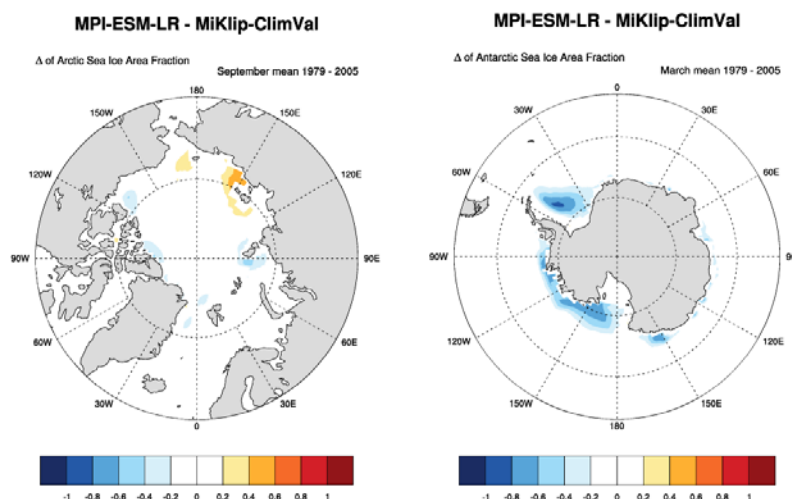 MPI-ESM-LR - MiKlip-ClimVal
Δ of Arctic Sea Ice Area Fraction
September mean 1979 - 2005
180
150W
150E
120W
120E
90W
90E
60W
60E
30W
30E
0
-1 -0.8 -0.6 -0.4 -0.2 0 0.2 0.4 0.6 0.8 1
MPI-ESM-LR - MiKlip-ClimVal
Δ of Antarctic Sea Ice Area Fraction
March mean 1979 - 2005
0
30W
30E
60W
60E
90W
120W
120E
150W
150E
180
-1 -0.8 -0.6 -0.4 -0.2 0 0.2 0.4 0.6 0.8 1